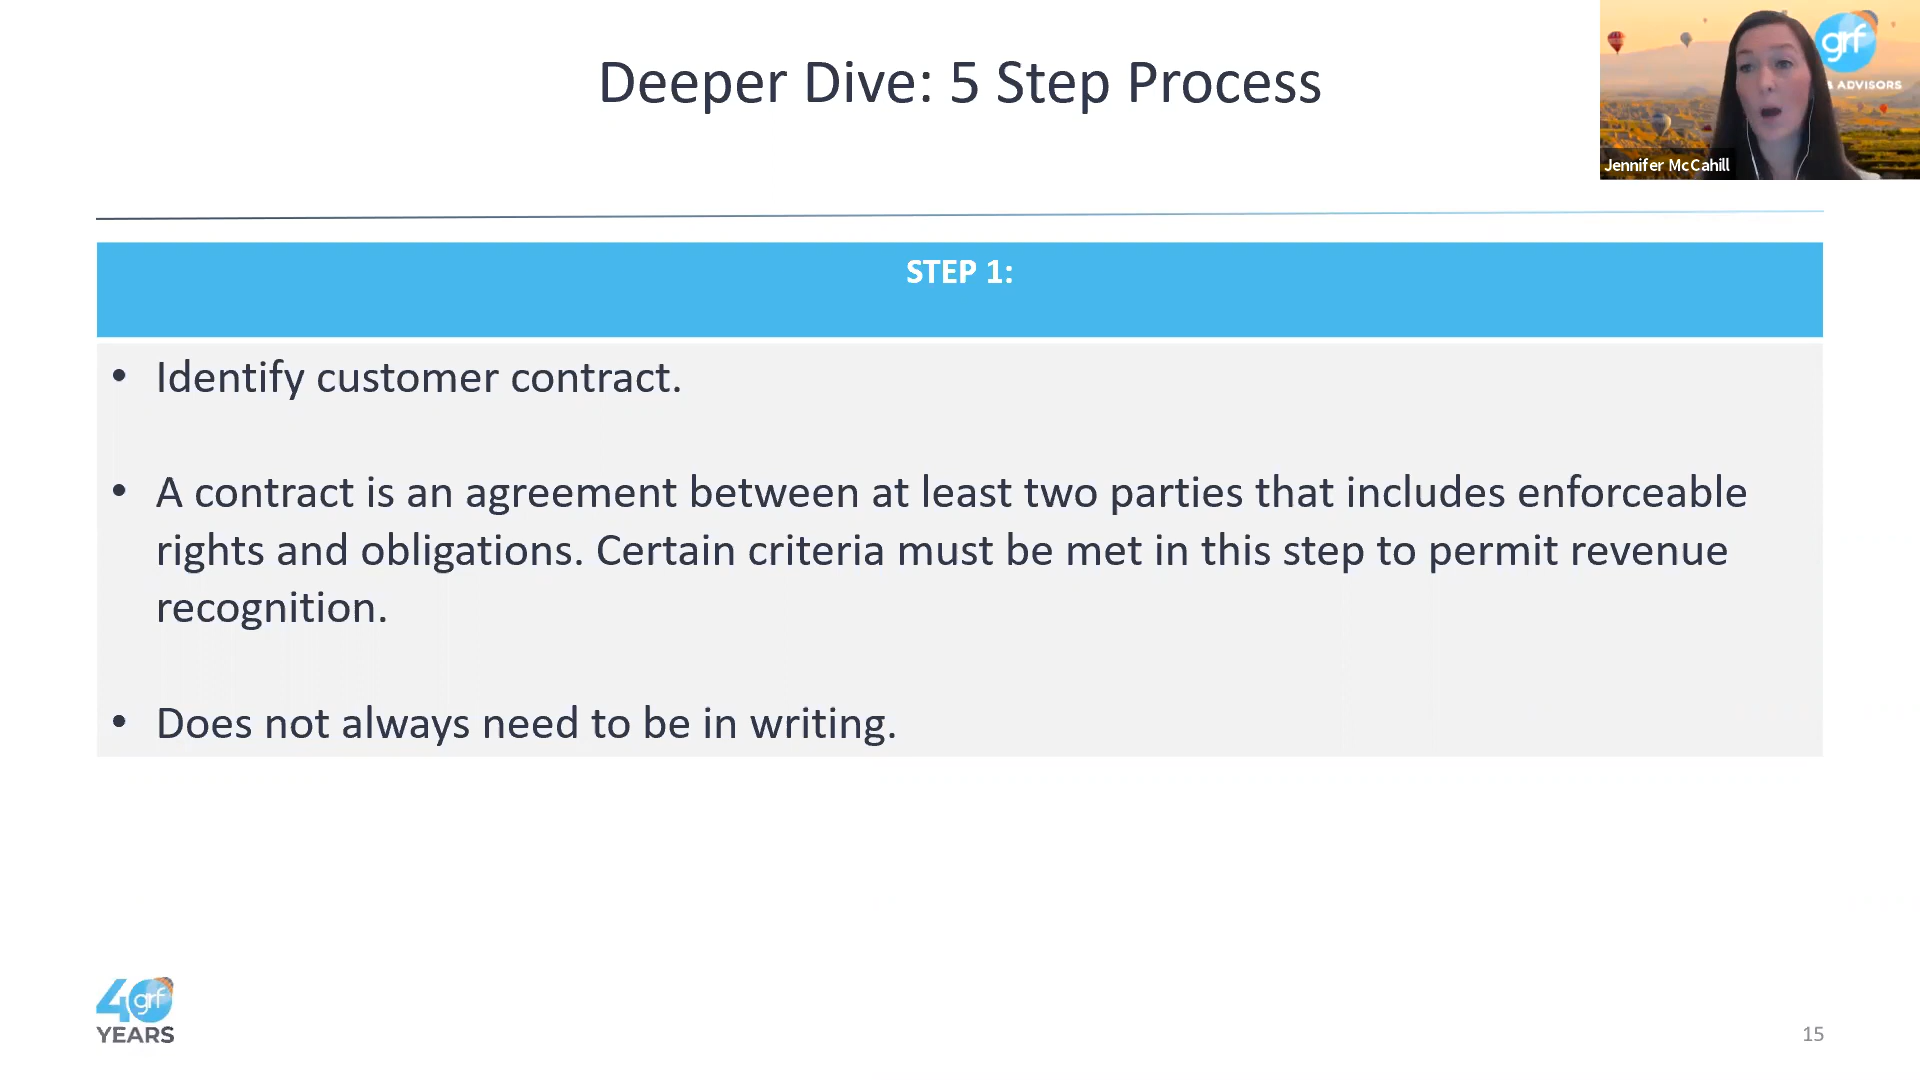 Deeper Dive: 5 Step Process
grf
S ADVISORS
Jennifer McCahill
STEP 1:
• Identify customer contract.
• A contract is an agreement between at least two parties that includes enforceable
rights and obligations. Certain criteria must be met in this step to permit revenue
recognition.
• Does not always need to be in writing.
40 grf
YEARS
15